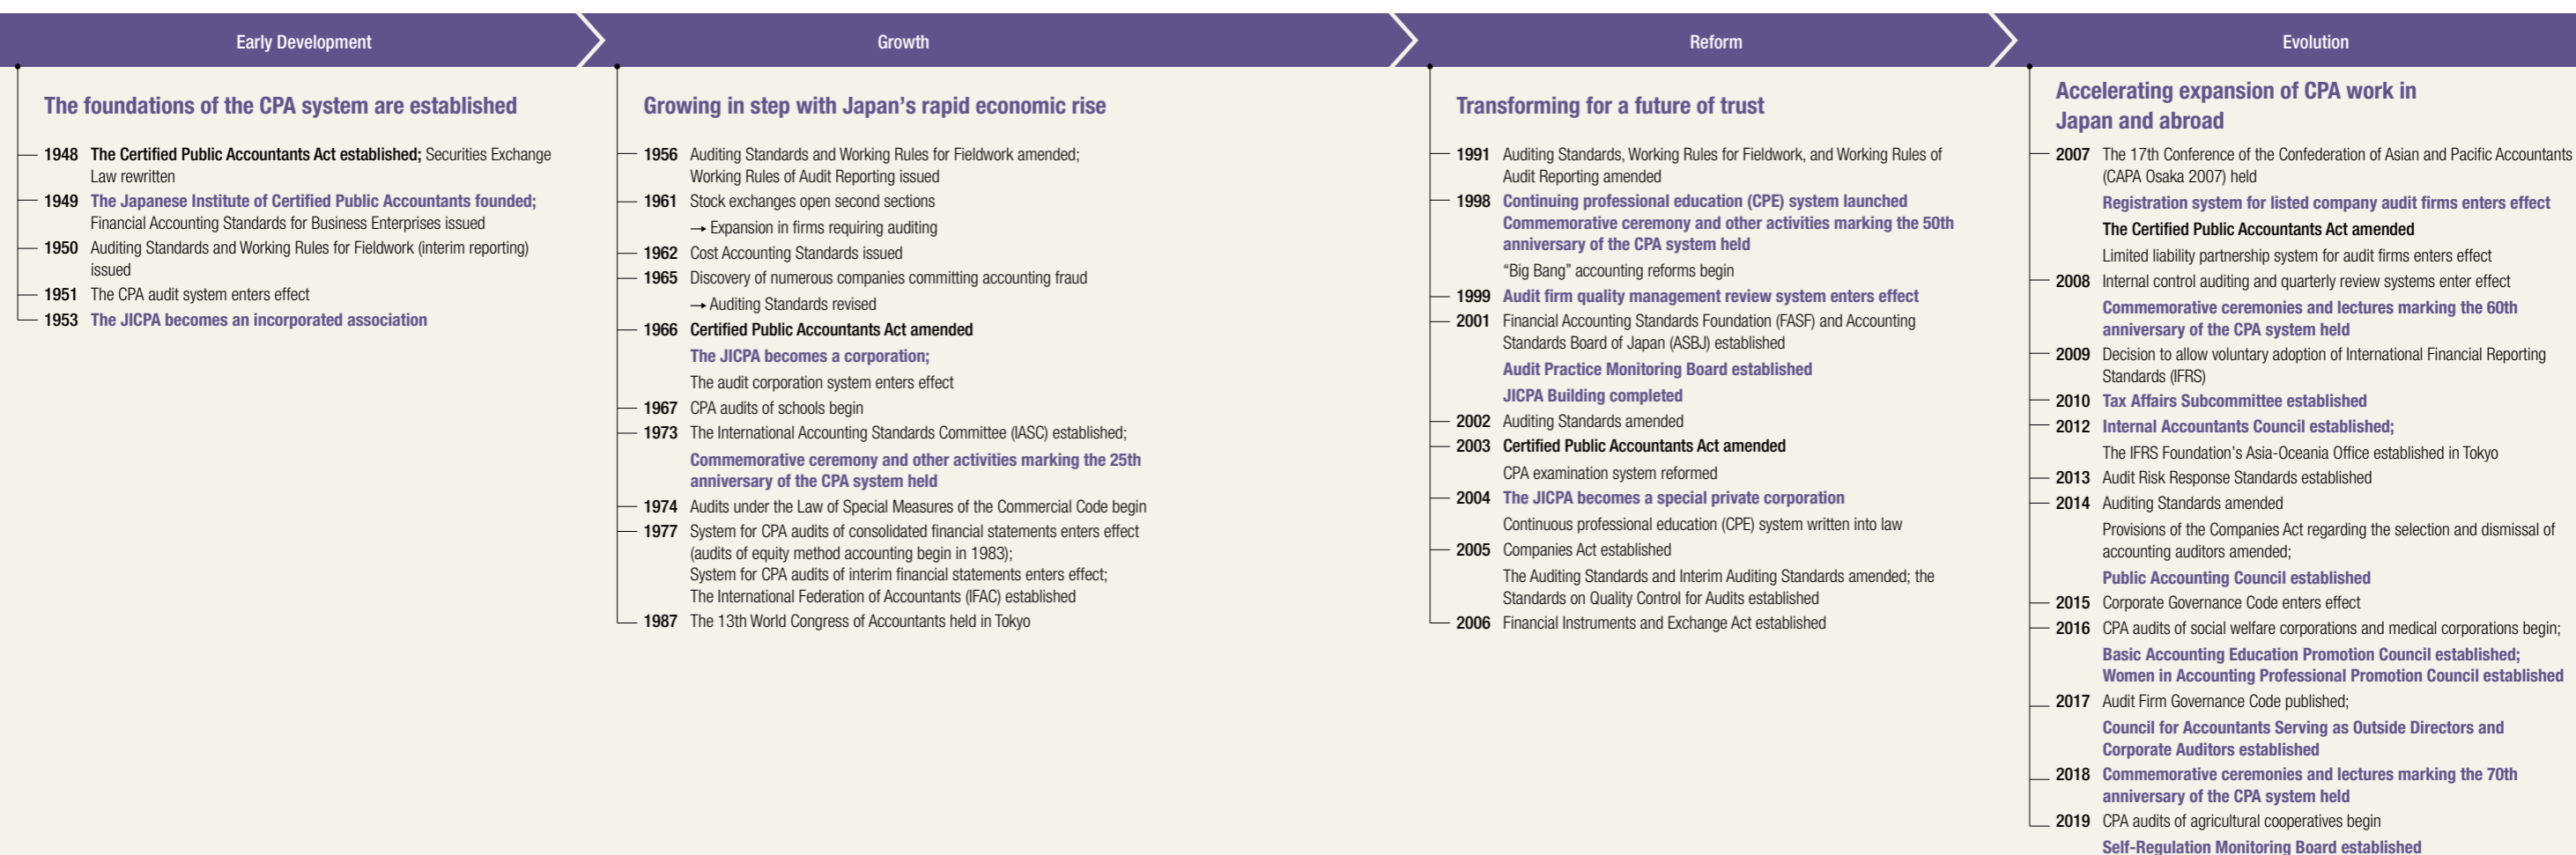 Early Development
Growth
Reform
Evolution
The foundations of the CPA system are established
1948 The Certified Public Accountants Act established; Securities Exchange
Law rewritten
1949 The Japanese Institute of Certified Public Accountants founded;
Financial Accounting Standards for Business Enterprises issued
1950 Auditing Standards and Working Rules for Fieldwork (interim reporting)
issued
1951 The CPA audit system enters effect
1953 The JICPA becomes an incorporated association
Growing in step with Japan's rapid economic rise
1956 Auditing Standards and Working Rules for Fieldwork amended;
Working Rules of Audit Reporting issued
1961 Stock exchanges open second sections
→ Expansion in firms requiring auditing
1962 Cost Accounting Standards issued
1965 Discovery of numerous companies committing accounting fraud
→ Auditing Standards revised
1966 Certified Public Accountants Act amended
The JICPA becomes a corporation;
The audit corporation system enters effect
1967 CPA audits of schools begin
1973 The International Accounting Standards Committee (IASC) established;
Commemorative ceremony and other activities marking the 25th
anniversary of the CPA system held
1974 Audits under the Law of Special Measures of the Commercial Code begin
1977 System for CPA audits of consolidated financial statements enters effect
(audits of equity method accounting begin in 1983);
System for CPA audits of interim financial statements enters effect;
The International Federation of Accountants (IFAC) established
1987 The 13th World Congress of Accountants held in Tokyo
Transforming for a future of trust
1991 Auditing Standards, Working Rules for Fieldwork, and Working Rules of
Audit Reporting amended
1998 Continuing professional education (CPE) system launched
Commemorative ceremony and other activities marking the 50th
anniversary of the CPA system held
“Big Bang” accounting reforms begin
1999 Audit firm quality management review system enters effect
2001 Financial Accounting Standards Foundation (FASF) and Accounting
Standards Board of Japan (ASBJ) established
Audit Practice Monitoring Board established
JICPA Building completed
2002 Auditing Standards amended
2003 Certified Public Accountants Act amended
CPA examination system reformed
2004 The JICPA becomes a special private corporation
Continuous professional education (CPE) system written into law
2005 Companies Act established
The Auditing Standards and Interim Auditing Standards amended; the
Standards on Quality Control for Audits established
2006 Financial Instruments and Exchange Act established
Accelerating expansion of CPA work in
Japan and abroad
2007 The 17th Conference of the Confederation of Asian and Pacific Accountants
(CAPA Osaka 2007) held
Registration system for listed company audit firms enters effect
The Certified Public Accountants Act amended
Limited liability partnership system for audit firms enters effect
2008 Internal control auditing and quarterly review systems enter effect
Commemorative ceremonies and lectures marking the 60th
anniversary of the CPA system held
2009 Decision to allow voluntary adoption of International Financial Reporting
Standards (IFRS)
2010 Tax Affairs Subcommittee established
2012 Internal Accountants Council established;
The IFRS Foundation's Asia-Oceania Office established in Tokyo
2013 Audit Risk Response Standards established
2014 Auditing Standards amended
Provisions of the Companies Act regarding the selection and dismissal of
accounting auditors amended;
Public Accounting Council established
2015 Corporate Governance Code enters effect
2016 CPA audits of social welfare corporations and medical corporations begin;
Basic Accounting Education Promotion Council established;
Women in Accounting Professional Promotion Council established
2017 Audit Firm Governance Code published;
Council for Accountants Serving as Outside Directors and
Corporate Auditors established
2018 Commemorative ceremonies and lectures marking the 70th
anniversary of the CPA system held
2019 CPA audits of agricultural cooperatives begin
Self-Regulation Monitoring Board established